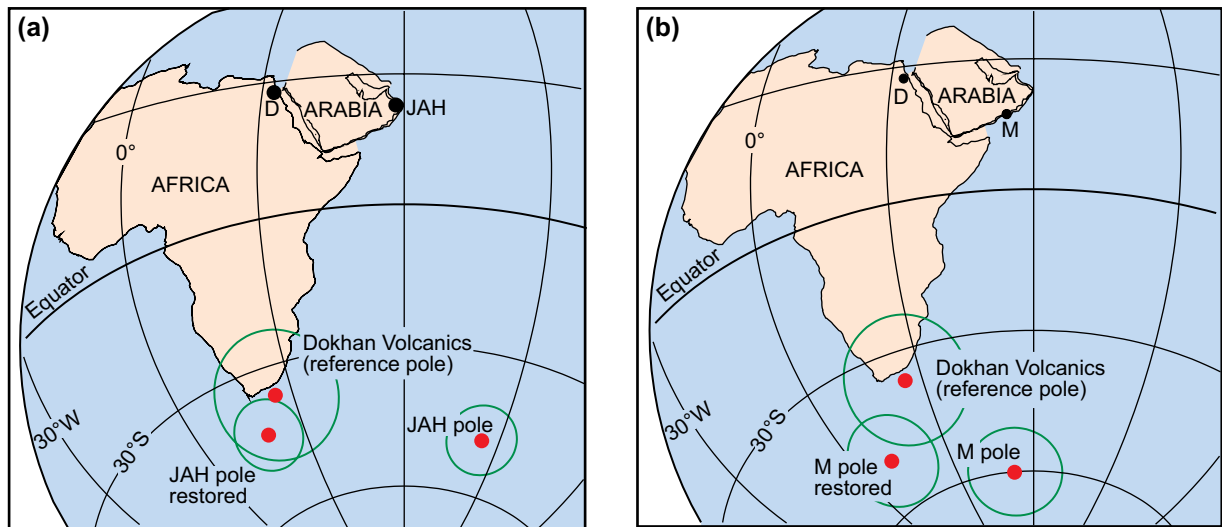 (a)
D
ARABIA
JAH
0°
AFRICA
Equator
Dokhan Volcanics
(reference pole)
JAH pole
30°W
30°S
JAH pole
restored
(b)
D
ARABIA
M
0°
AFRICA
Equator
Dokhan Volcanics
(reference pole)
M pole
30°W
30°S
M pole
restored